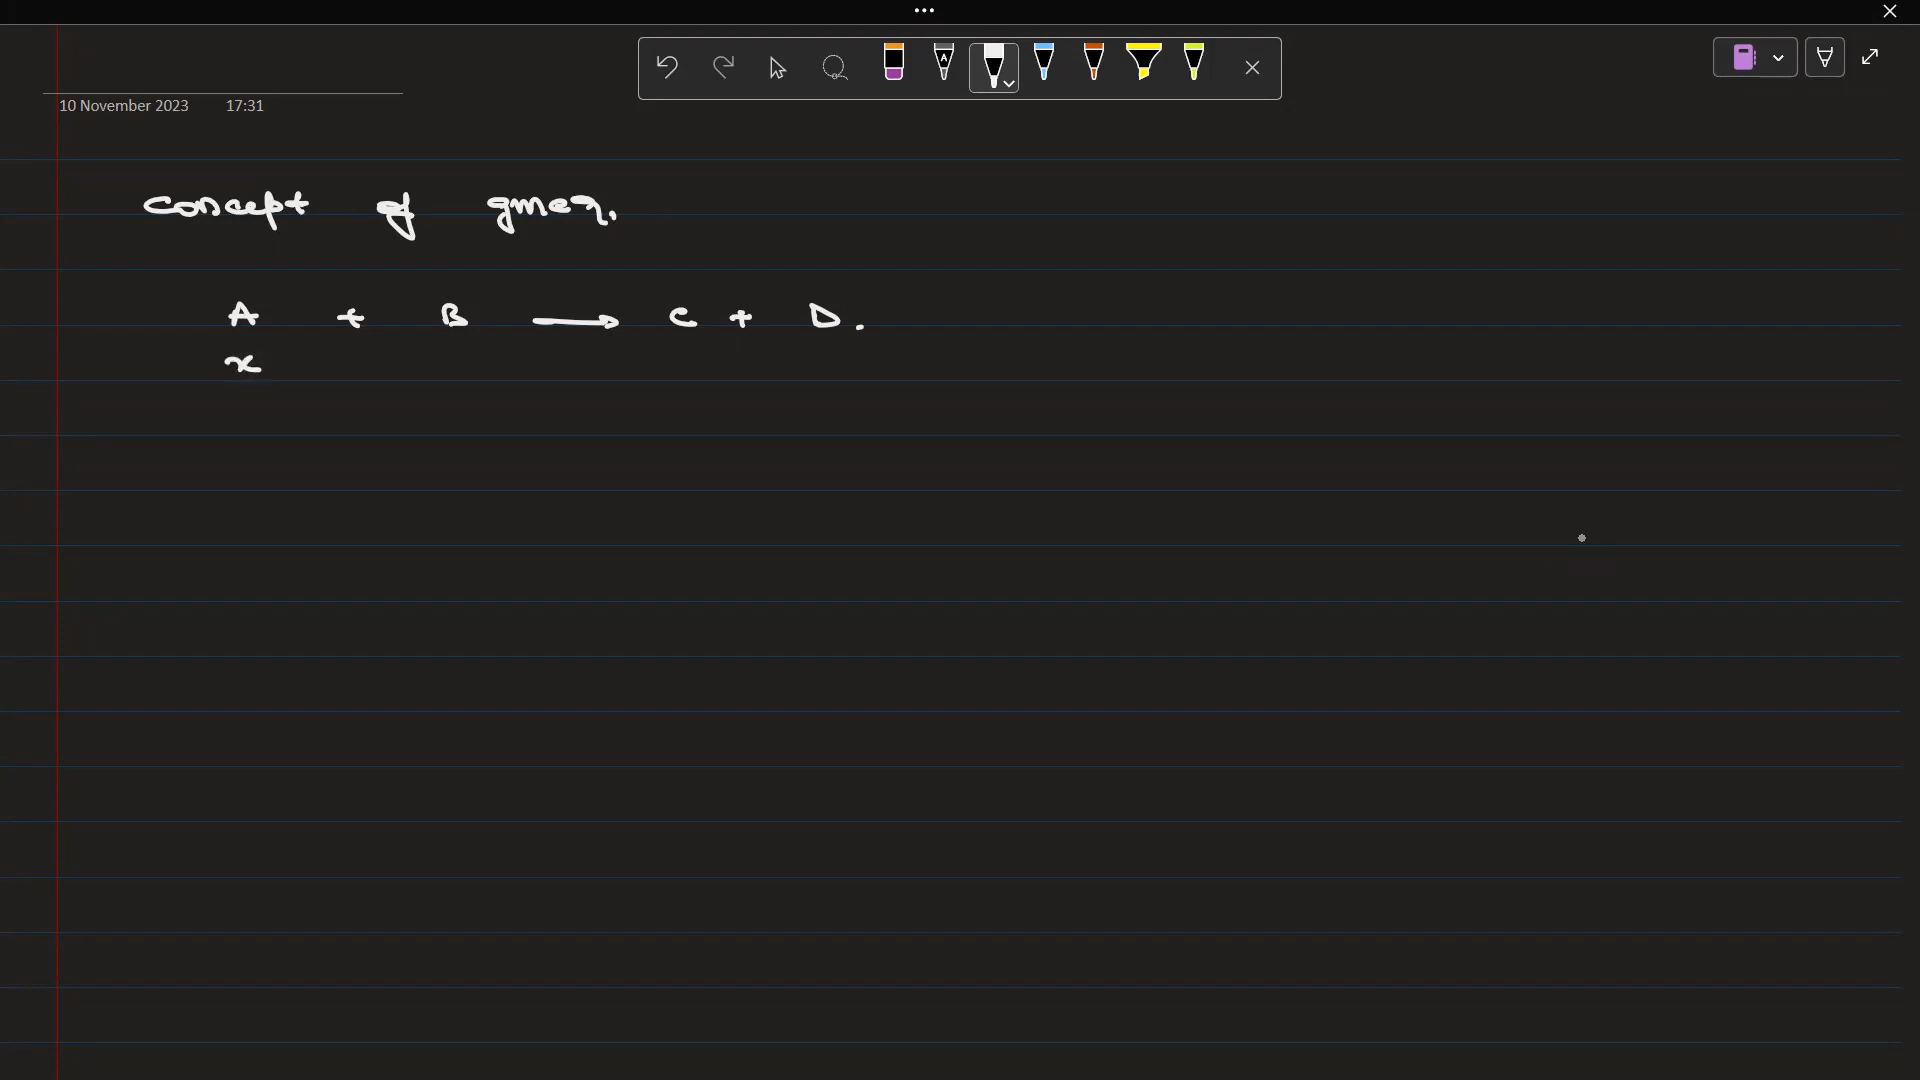 10 November 2023 17:31
concept of gmeq.
A + B → C + D.
x